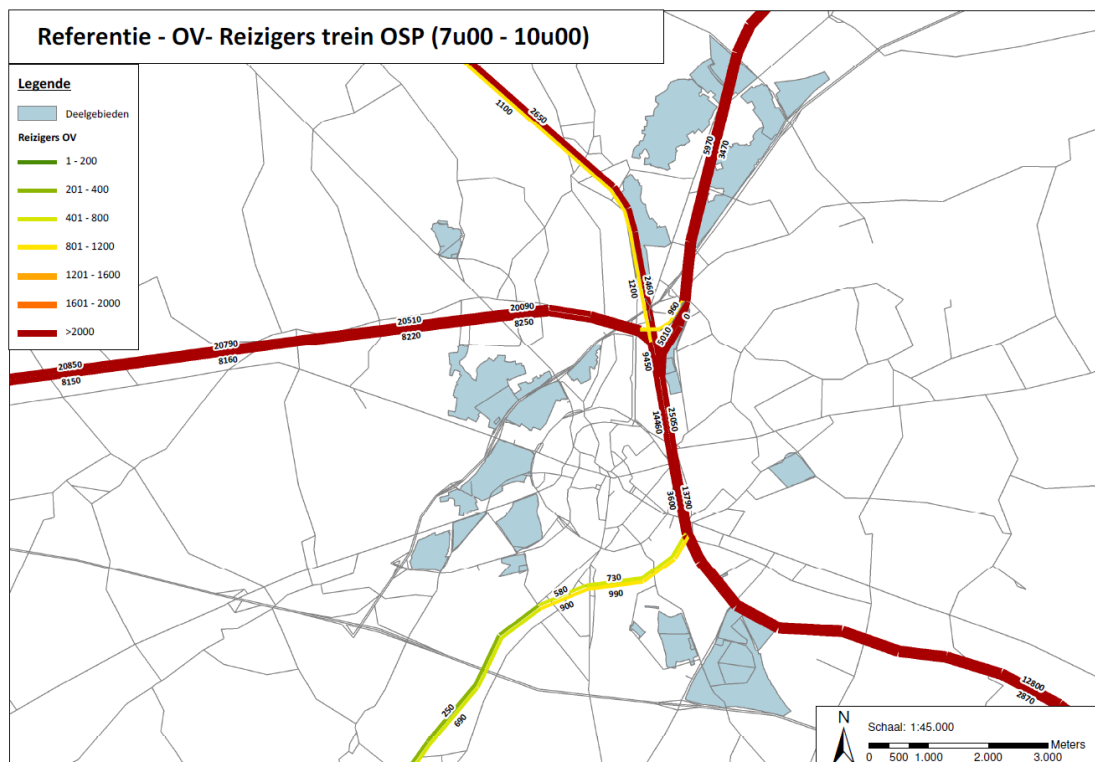 Referentie - OV- Reizigers trein OSP (7u00 - 10u00)
Legende
Deelgebieden
Reizigers OV
1 - 200
201 - 400
401 - 800
801 - 1200
1201 - 1600
1601 - 2000
>2000
1100
2650
5970
3470
1200
2460
960
0
5010
9450
20850
8150
20790
8160
20510
8220
20090
8250
25050
14460
13790
3600
730
990
580
900
250
690
12800
2870
N
Schaal: 1:45.000
Meters
0 500 1.000 2.000 3.000